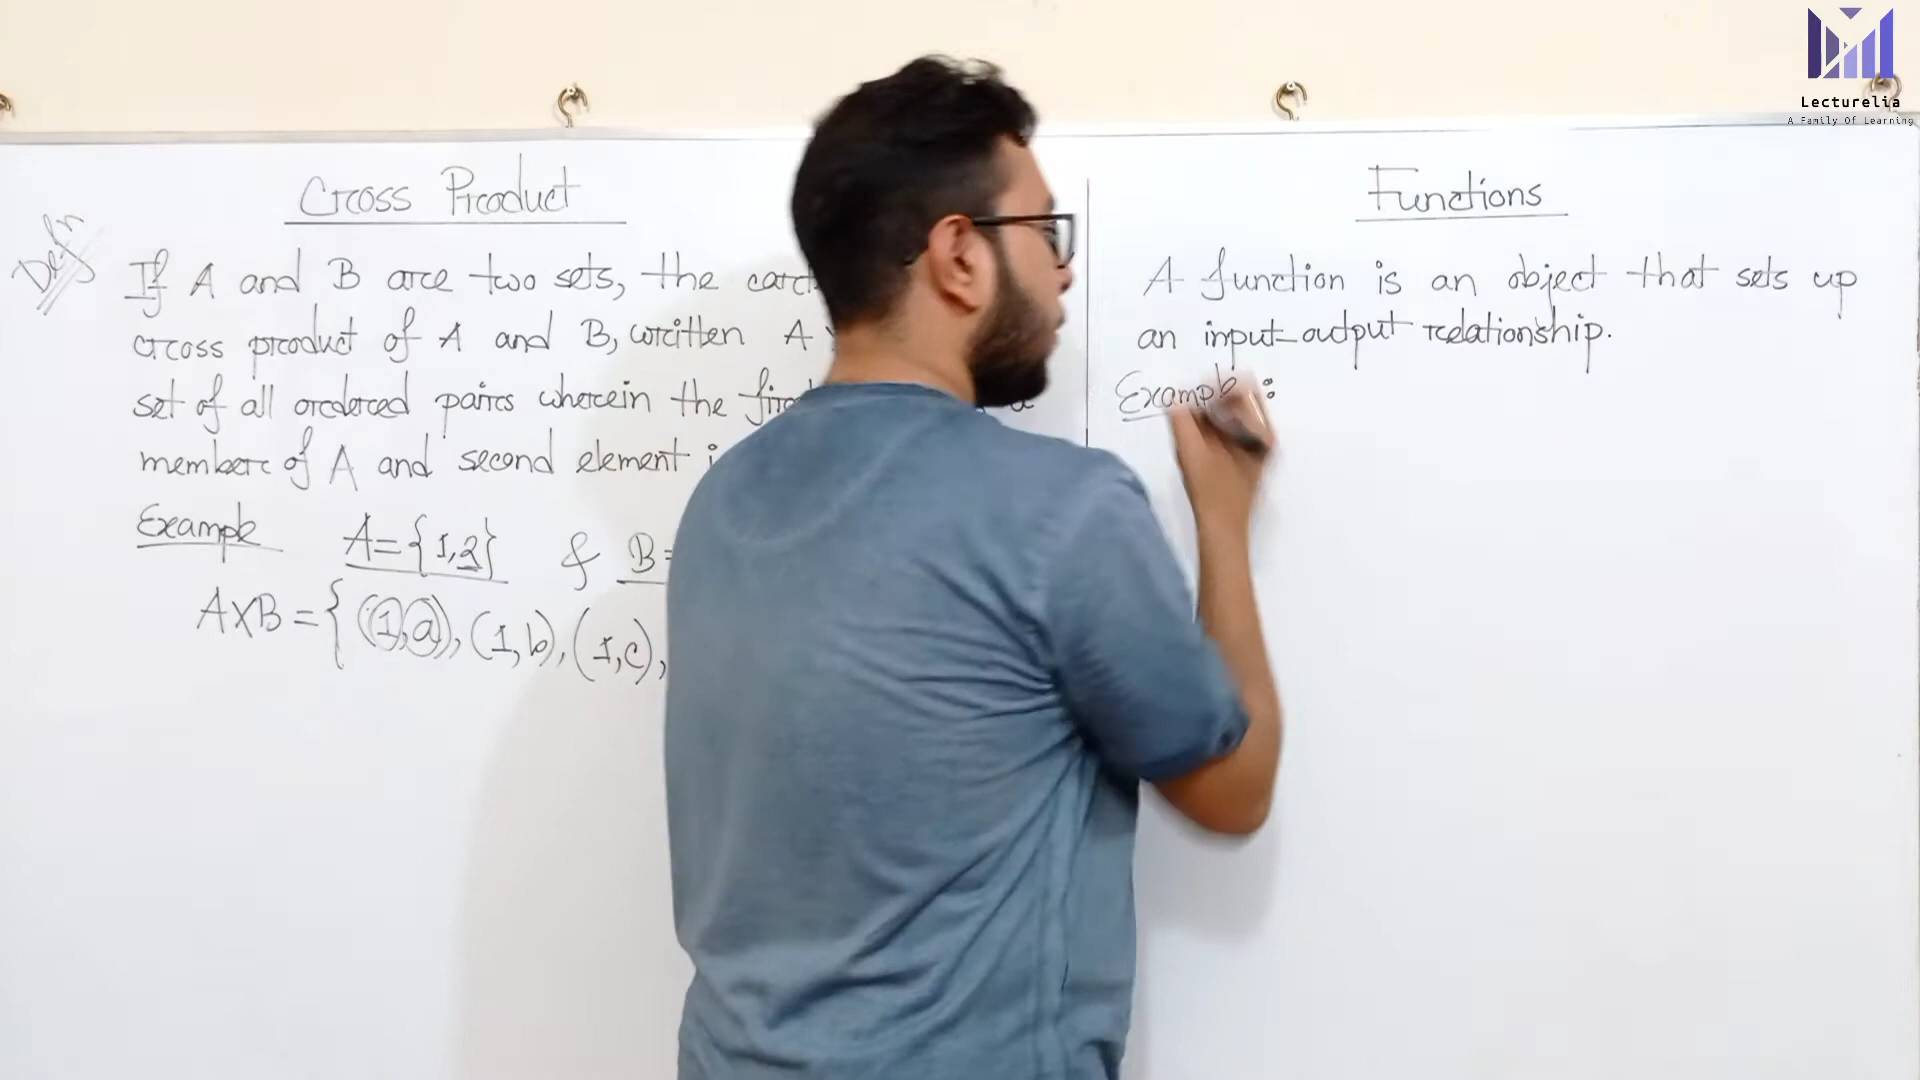 Lecturelia
A Family Of Learning
Cross Product
Defn
If A and B are two sets, the
cross product of A and B, written A
set of all ordered pairs wherein the
member of A and second element
Example A={1,2} & B=
AXB={(1,a),(1,b),(1,c),
Functions
A function is an object that sets up
an input-output relationship.
Example: